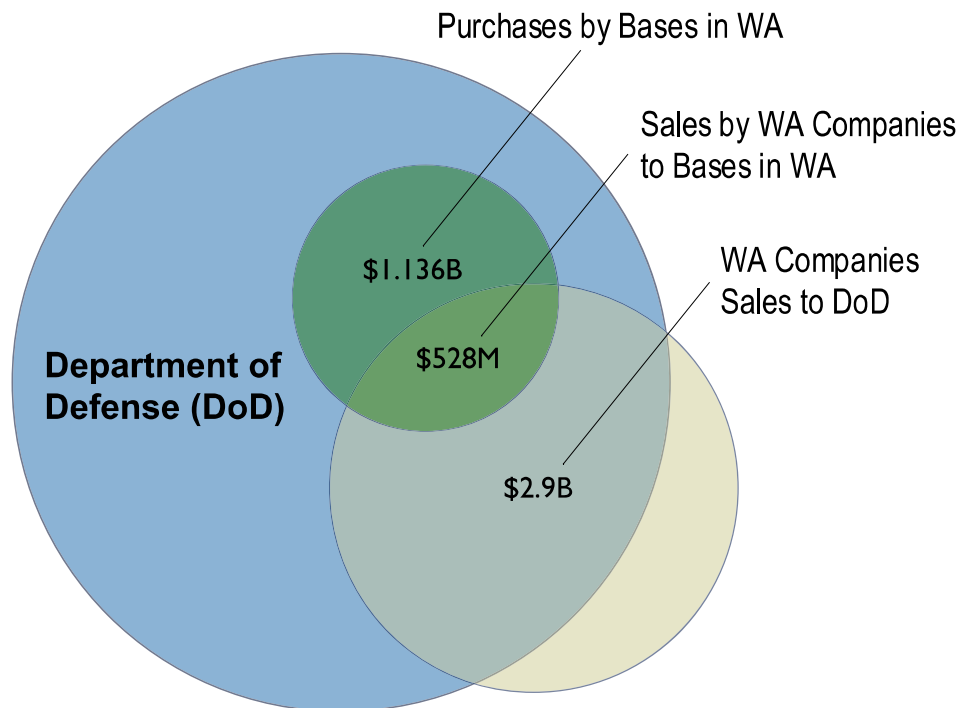 Purchases by Bases in WA
Sales by WA Companies
to Bases in WA
WA Companies
Sales to DoD
$1.136B
$528M
Department of
Defense (DoD)
$2.9B